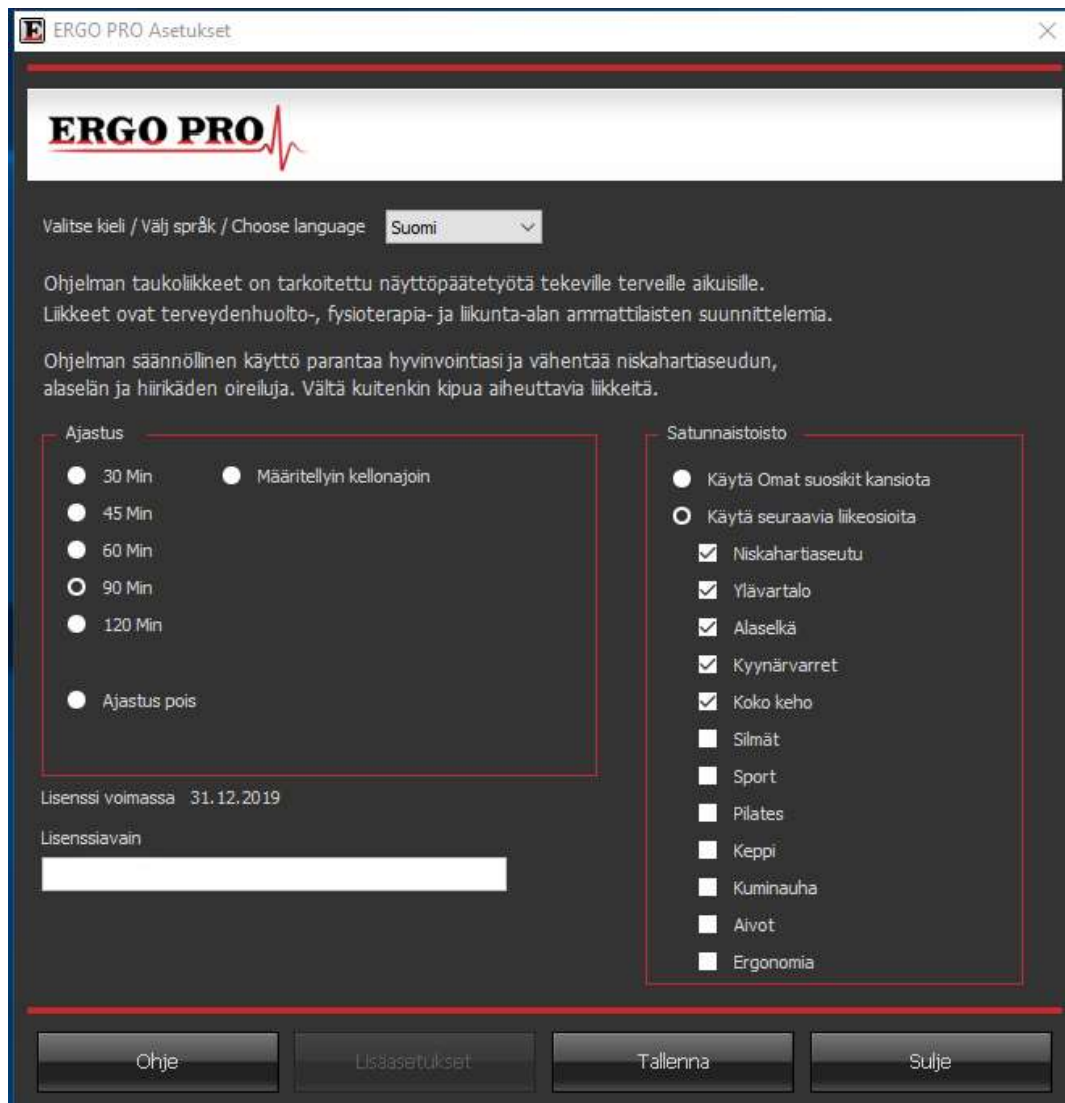 ERGO PRO Asetukset
ERGO PRO
Valitse kieli / Välj språk / Choose language Suomi
Ohjelman taukoliikkeet on tarkoitettu näyttöpäätetyötä tekeville terveille aikuisille.
Liikkeet ovat terveydenhuolto-, fysioterapia- ja liikunta-alan ammattilaisten suunnittelemia.
Ohjelman säännöllinen käyttö parantaa hyvinvointiasi ja vähentää niskahartiaseudun,
alaselän ja hiirikäden oireiluja. Vältä kuitenkin kipua aiheuttavia liikkeitä.
Ajastus
30 Min Määritellyin kellonajoin
45 Min
60 Min
90 Min
120 Min
Ajastus pois
Lisenssi voimassa 31.12.2019
Lisenssiavain
Satunnaistoisto
Käytä Omat suosikit kansiota
Käytä seuraavia liikeosioita
Niskahartiaseutu
Ylävartalo
Alaselkä
Kyynärvarret
Koko keho
Silmät
Sport
Pilates
Keppi
Kuminauha
Aivot
Ergonomia
Ohje Lisäasetukset Tallenna Sulje